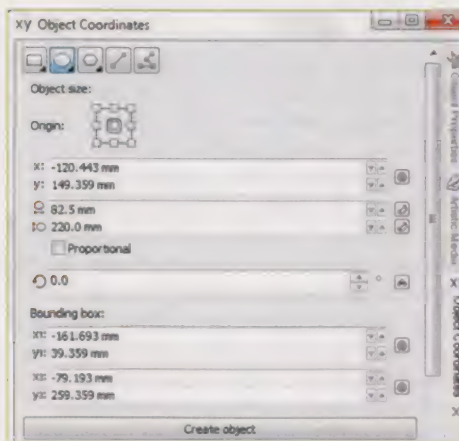 xy Object Coordinates
Object size:
Origin:
x: -120.443 mm
y: 149.359 mm
82.5 mm
220.0 mm
Proportional
0.0 °
Bounding box:
x1: -161.693 mm
y1: 39.359 mm
x2: -79.193 mm
y2: 259.359 mm
Create object
Object Properties
Artistic Media
Object Coordinates